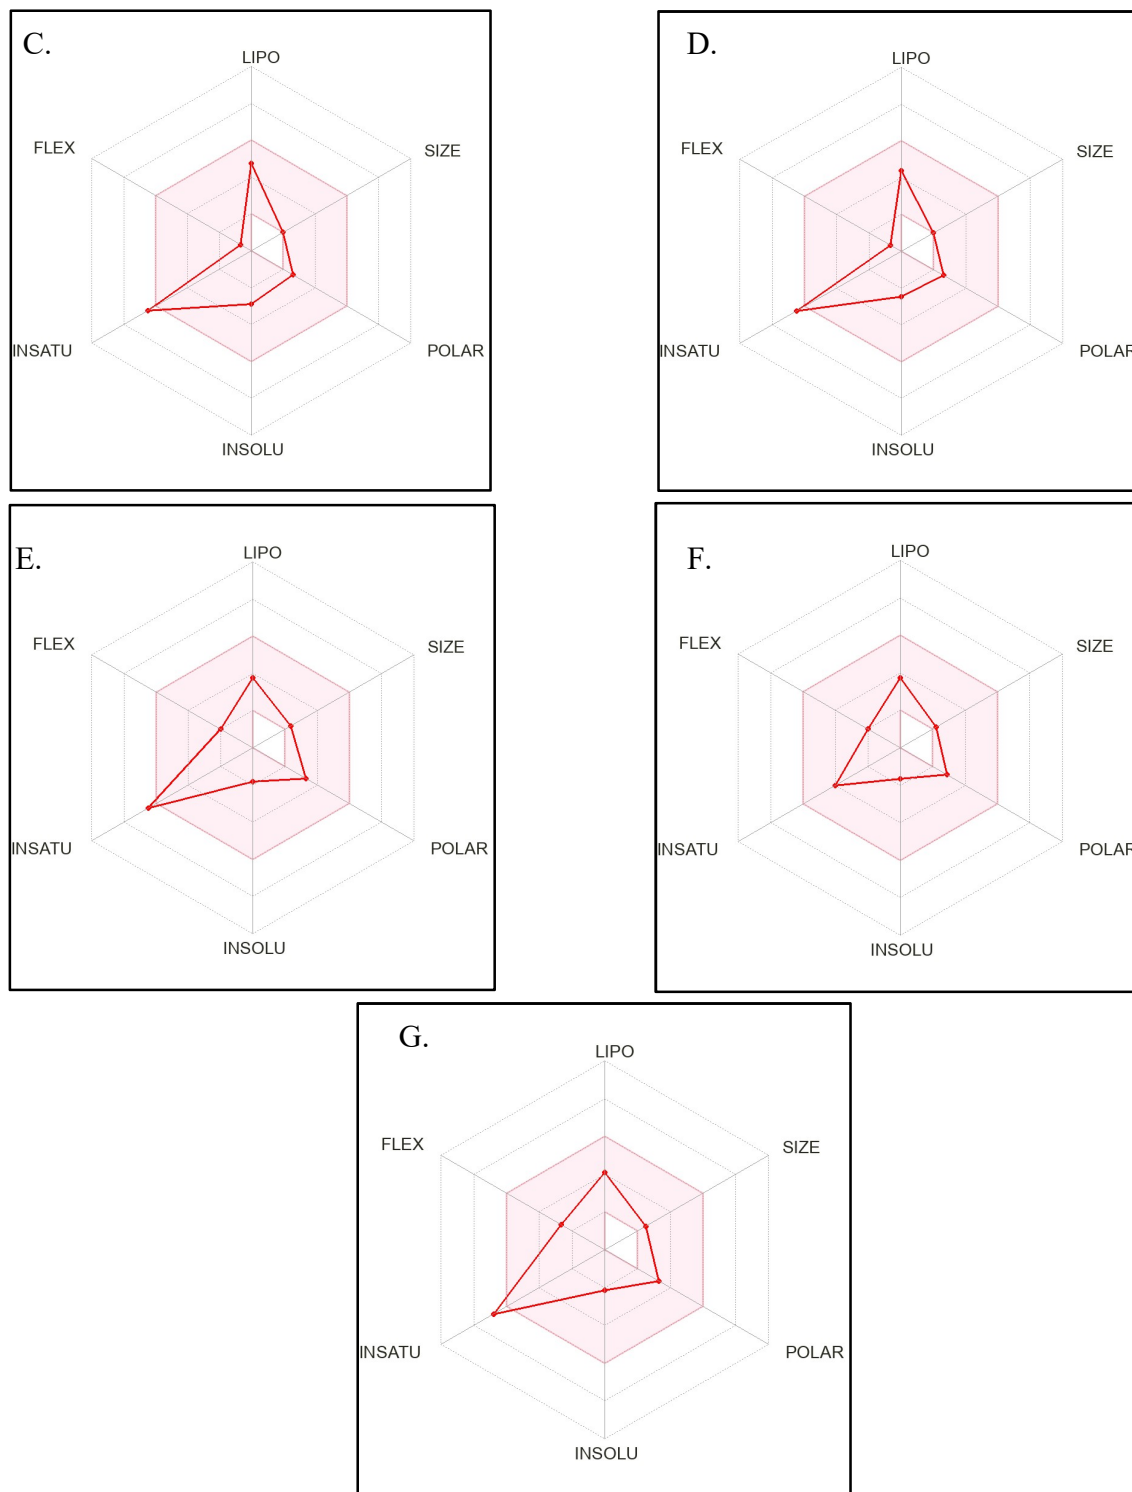 C.
LIPO
FLEX
SIZE
INSATU
POLAR
INSOLU
D.
LIPO
FLEX
SIZE
INSATU
POLAR
INSOLU
E.
LIPO
FLEX
SIZE
INSATU
POLAR
INSOLU
F.
LIPO
FLEX
SIZE
INSATU
POLAR
INSOLU
G.
LIPO
FLEX
SIZE
INSATU
POLAR
INSOLU